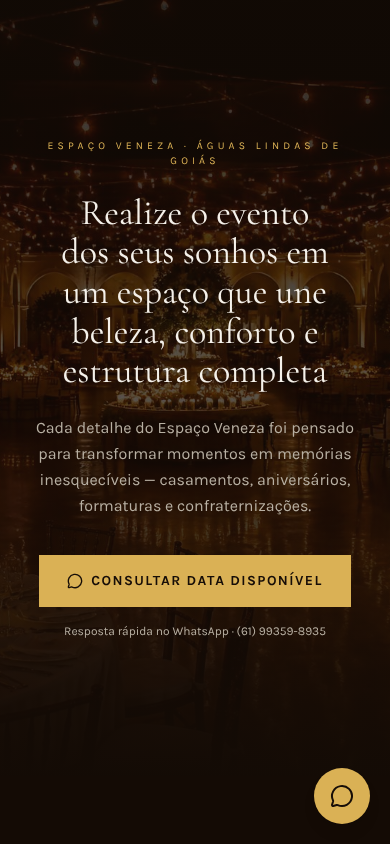 ESPAÇO VENEZA · ÁGUAS LINDAS DE
GOIÁS
Realize o evento
dos seus sonhos em
um espaço que une
beleza, conforto e
estrutura completa
Cada detalhe do Espaço Veneza foi pensado
para transformar momentos em memórias
inesquecíveis — casamentos, aniversários,
formaturas e confraternizações.
CONSULTAR DATA DISPONÍVEL
Resposta rápida no WhatsApp · (61) 99359-8935